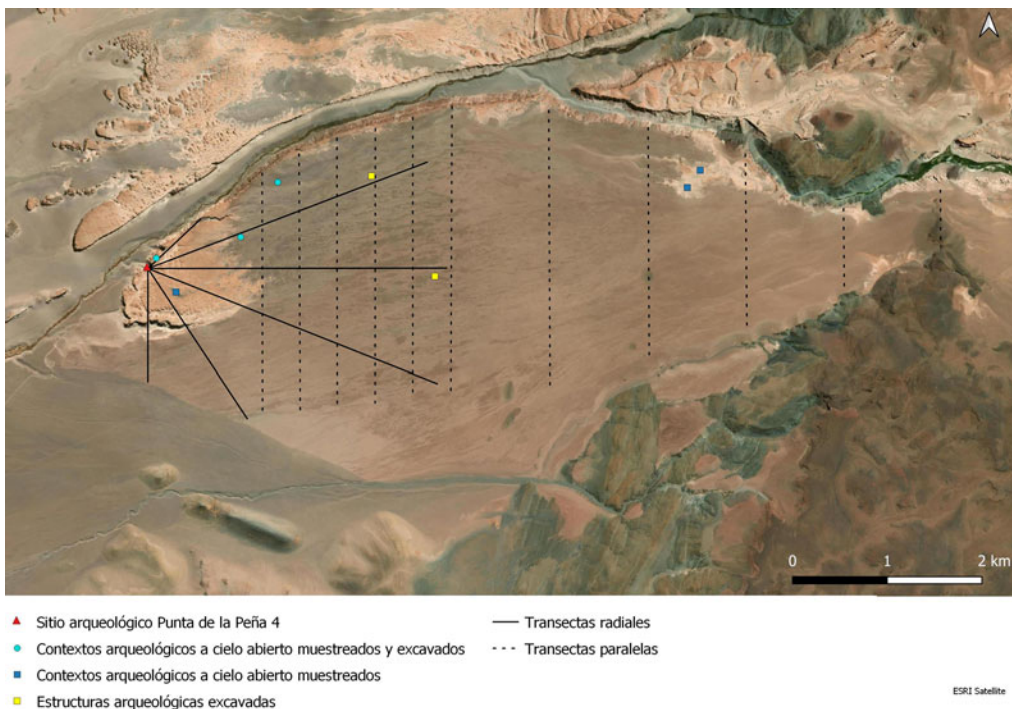 0 1 2 km
Sitio arqueológico Punta de la Peña 4
Contextos arqueológicos a cielo abierto muestreados y excavados
Contextos arqueológicos a cielo abierto muestreados
Estructuras arqueológicas excavadas
Transectas radiales
Transectas paralelas
ESRI Satellite